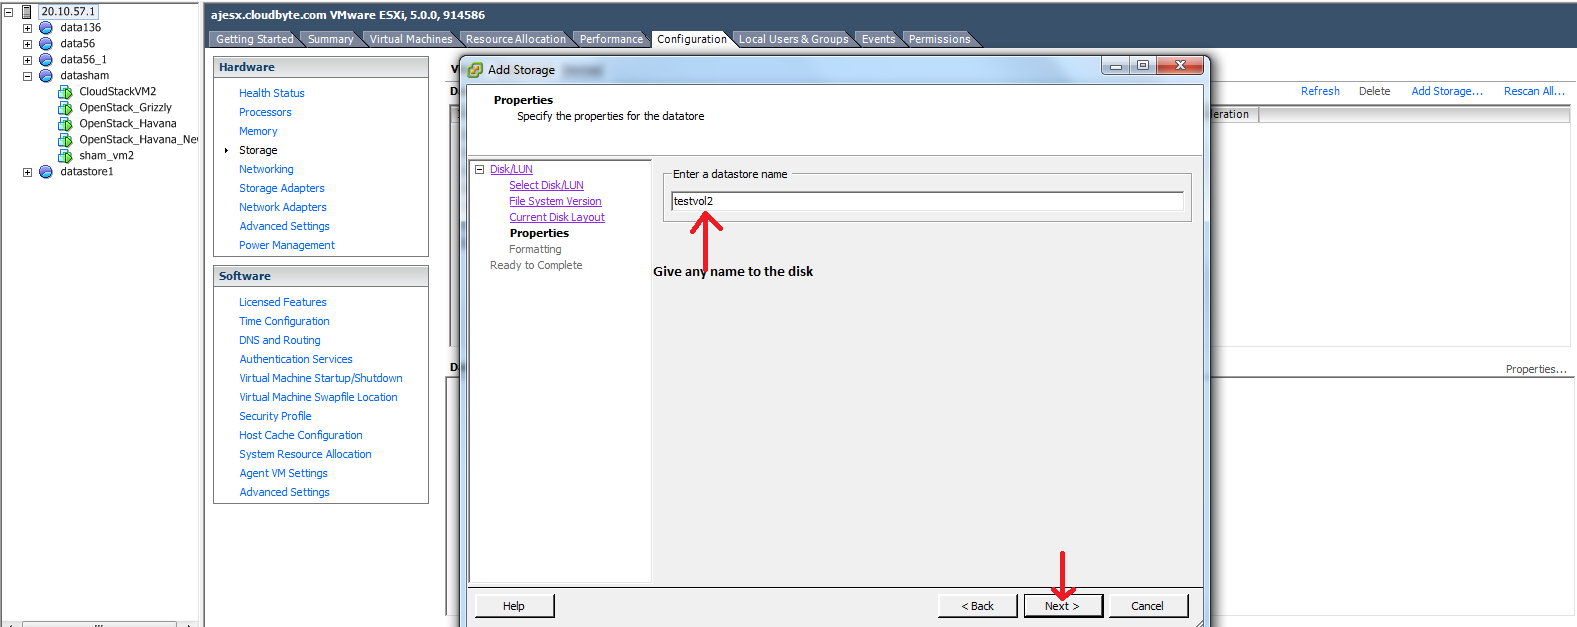 20.10.57.1
data136
data56
data56_1
datasham
CloudStackVM2
OpenStack_Grizzly
OpenStack_Havana
OpenStack_Havana_Ne
sham_vm2
datastore1
ajesx.cloudbyte.com VMware ESXi, 5.0.0, 914586
Getting Started Summary Virtual Machines Resource Allocation Performance Configuration Local Users & Groups Events Permissions
Hardware
Health Status
Processors
Memory
Storage
Networking
Storage Adapters
Network Adapters
Advanced Settings
Power Management
Software
Licensed Features
Time Configuration
DNS and Routing
Authentication Services
Virtual Machine Startup/Shutdown
Virtual Machine Swapfile Location
Security Profile
Host Cache Configuration
System Resource Allocation
Agent VM Settings
Advanced Settings
Refresh Delete Add Storage... Rescan All...
eration
Properties...
Add Storage
Properties
Specify the properties for the datatore
Disk/LUN
Select Disk/LUN
File System Version
Current Disk Layout
Properties
Formatting
Ready to Complete
Enter a datastore name
testvol2
Give any name to the disk
Help < Back Next > Cancel